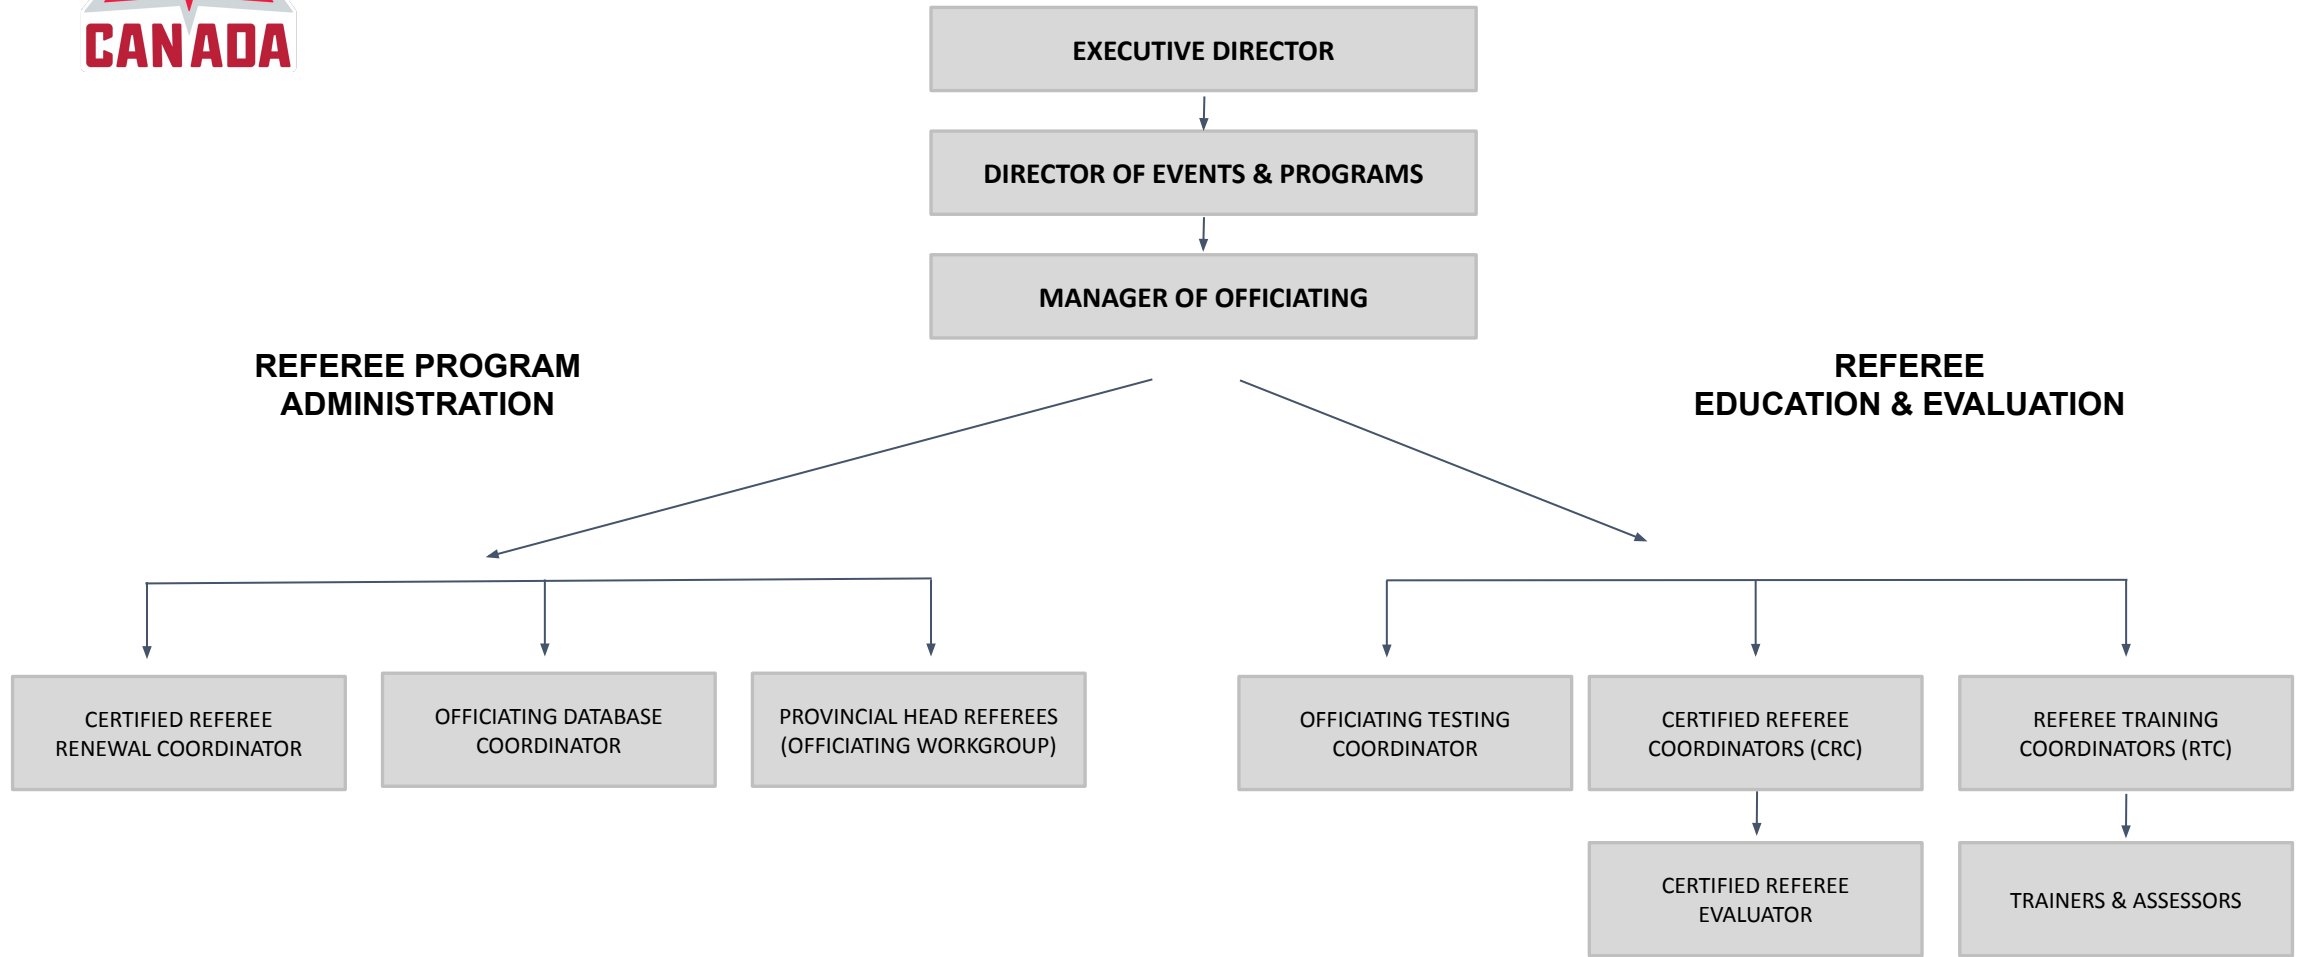 CANADA
EXECUTIVE DIRECTOR
DIRECTOR OF EVENTS & PROGRAMS
MANAGER OF OFFICIATING
REFEREE PROGRAM
ADMINISTRATION
REFEREE
EDUCATION & EVALUATION
CERTIFIED REFEREE
RENEWAL COORDINATOR
OFFICIATING DATABASE
COORDINATOR
PROVINCIAL HEAD REFEREES
(OFFICIATING WORKGROUP)
OFFICIATING TESTING
COORDINATOR
CERTIFIED REFEREE
COORDINATORS (CRC)
REFEREE TRAINING
COORDINATORS (RTC)
CERTIFIED REFEREE
EVALUATOR
TRAINERS & ASSESSORS